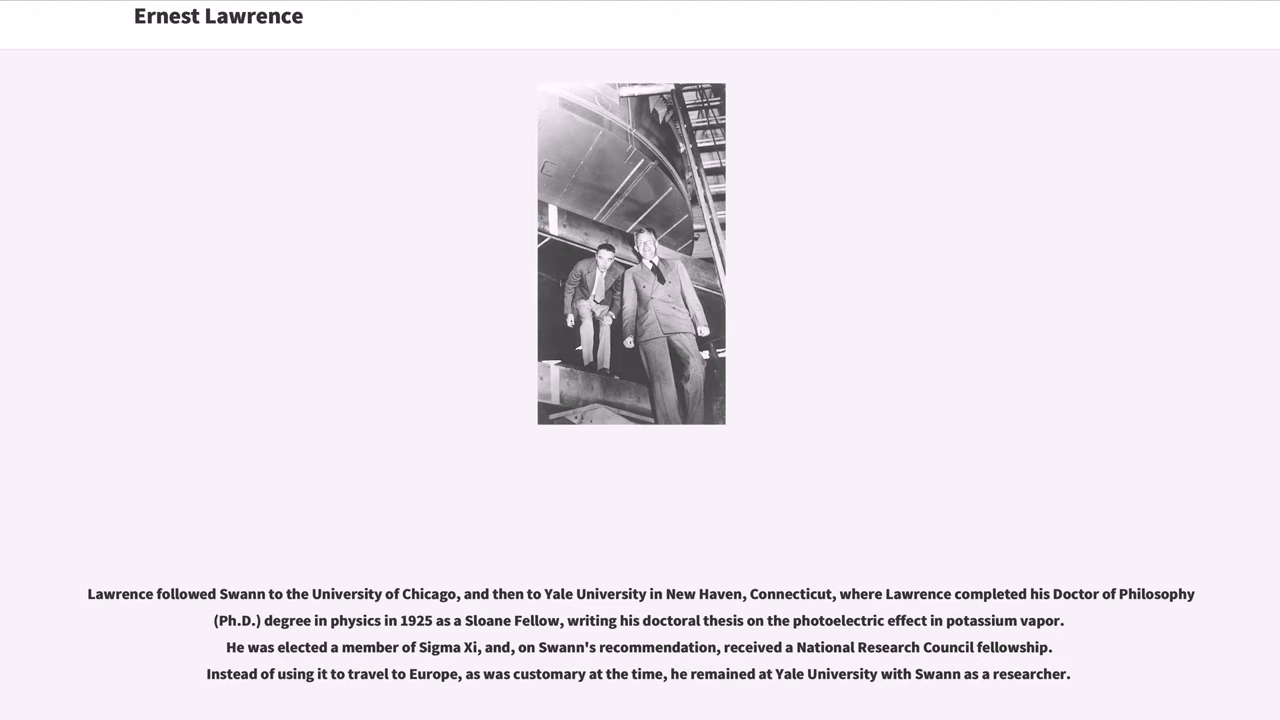 Ernest Lawrence
Lawrence followed Swann to the University of Chicago, and then to Yale University in New Haven, Connecticut, where Lawrence completed his Doctor of Philosophy
(Ph.D.) degree in physics in 1925 as a Sloane Fellow, writing his doctoral thesis on the photoelectric effect in potassium vapor.
He was elected a member of Sigma Xi, and, on Swann's recommendation, received a National Research Council fellowship.
Instead of using it to travel to Europe, as was customary at the time, he remained at Yale University with Swann as a researcher.